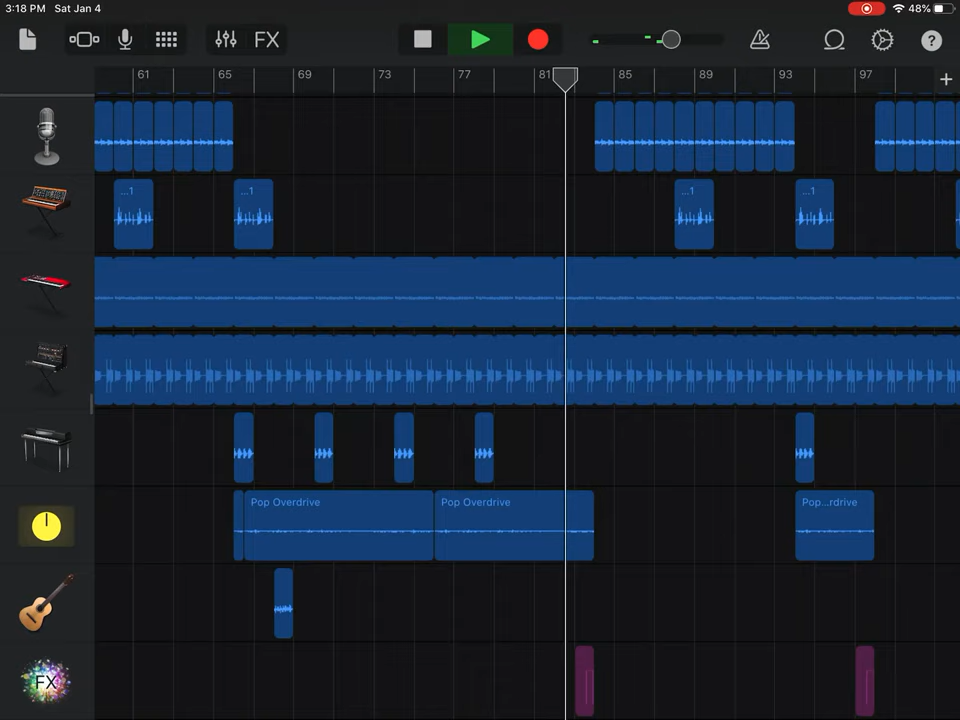 3:18 PM Sat Jan 4 48%
FX ?
61 65 69 73 77 81 85 89 93 97 +
...1 ...1 ...1 ...1
Pop Overdrive Pop Overdrive Pop...rdrive
FX